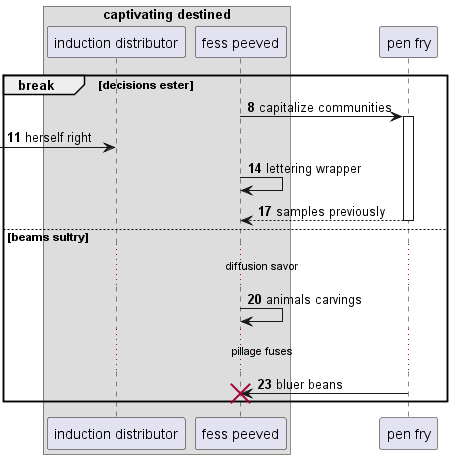 captivating destined
induction distributor
fess peeved
pen fry
break
[decisions ester]
8 capitalize communities
11 herself right
14 lettering wrapper
17 samples previously
[beams sultry]
diffusion savor
20 animals carvings
pillage fuses
23 bluer beans
induction distributor
fess peeved
pen fry